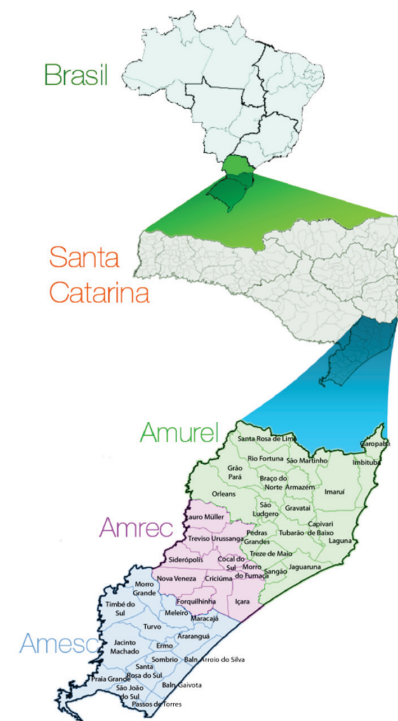 Brasil
Santa
Catarina
Amurel
Santa Rosa de Lima
Garopaba
Rio Fortuna
São Martinho
Imbituba
Grão
Pará
Braço do
Norte
Armazém
Imaruí
Orleans
São
Ludgero
Gravatal
Capivari
de Baixo
Tubarão
Laguna
Pedras
Grandes
Treze de Maio
Jaguaruna
Sangão
Amrec
Lauro Müller
Treviso
Urussanga
Siderópolis
Cocal do
Sul
Morro
da Fumaça
Nova Veneza
Criciúma
Forquilhinha
Içara
Amesc
Morro
Grande
Maracajá
Timbé do
Sul
Meleiro
Turvo
Araranguá
Jacinto
Machado
Ermo
Sombrio
Baln. Arroio do Silva
Santa
Rosa do Sul
Praia Grande
São João
do Sul
Baln. Gaivota
Passos de Torres